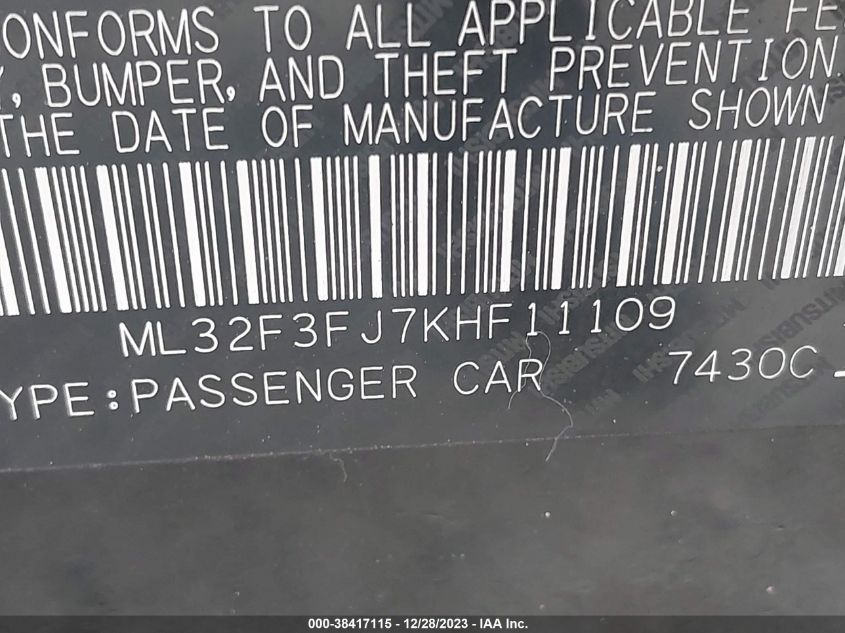 ONFORMS TO ALL APPLICABLE FE
Y, BUMPER, AND THEFT PREVENTION
THE DATE OF MANUFACTURE SHOWN
ML32F3FJ7KHF11109
YPE:PASSENGER CAR 7430C
000-38417115 - 12/28/2023 - IAA Inc.